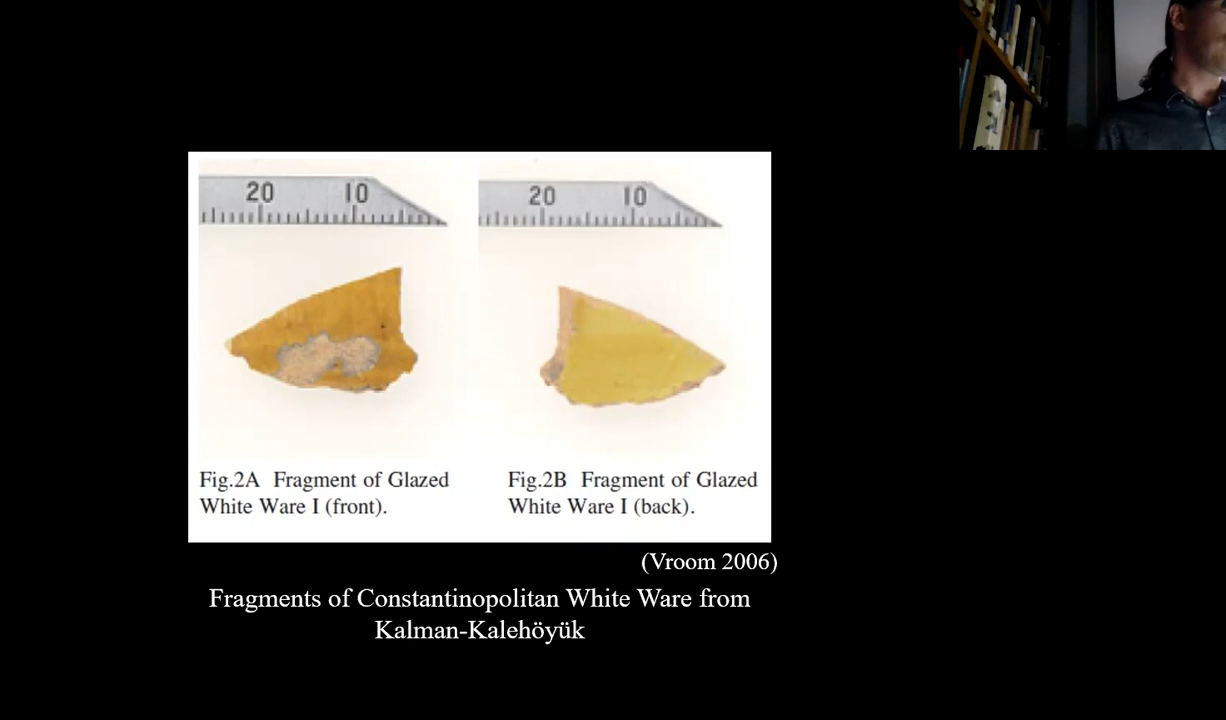 20 10
20 10
Fig.2A Fragment of Glazed
White Ware I (front).
Fig.2B Fragment of Glazed
White Ware I (back).
(Vroom 2006)
Fragments of Constantinopolitan White Ware from
Kalman-Kalehöyük